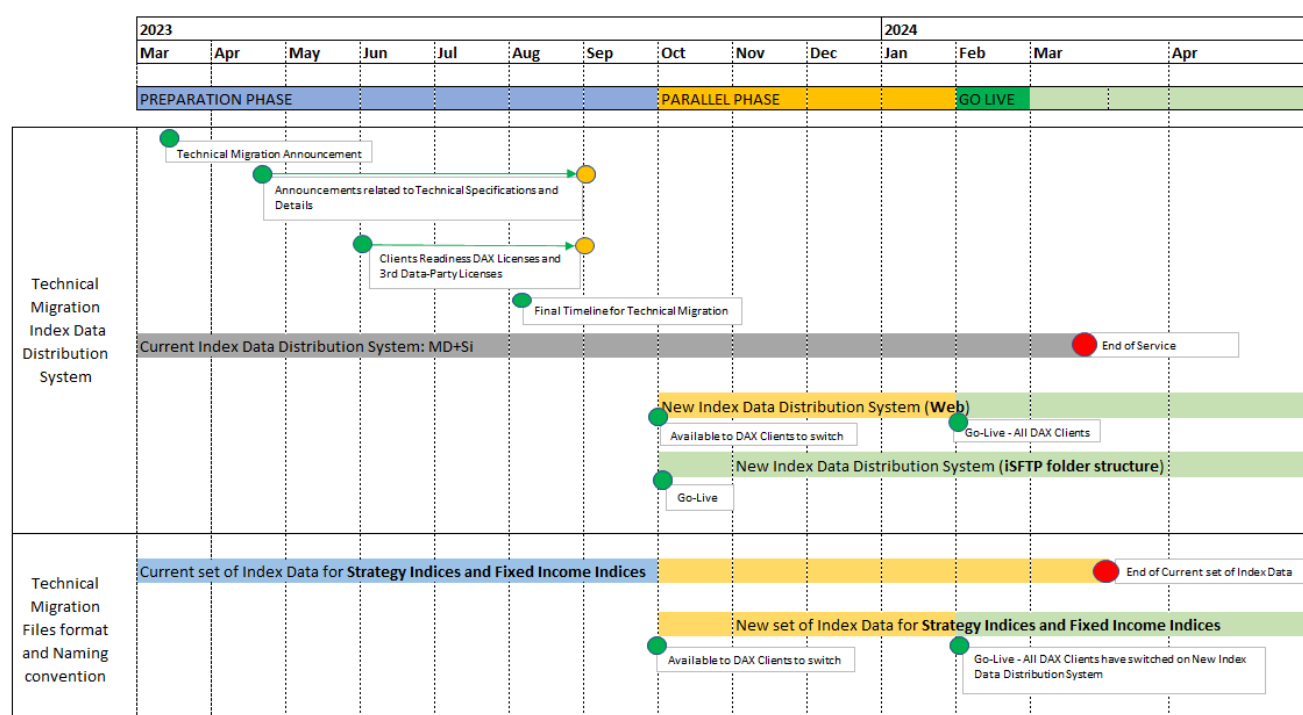 2023 2024
Mar Apr May Jun Jul Aug Sep Oct Nov Dec Jan Feb Mar Apr
PREPARATION PHASE PARALLEL PHASE GO LIVE
Technical
Migration
Index Data
Distribution
System
Technical Migration Announcement
Announcements related to Technical Specifications and
Details
Clients Readiness DAX Licenses and
3rd Data-Party Licenses
Final Timeline for Technical Migration
Current Index Data Distribution System: MD+Si
End of Service
New Index Data Distribution System (Web)
Available to DAX Clients to switch
Go-Live - All DAX Clients
New Index Data Distribution System (iSFTP folder structure)
Go-Live
Technical
Migration
Files format
and Naming
convention
Current set of Index Data for Strategy Indices and Fixed Income Indices
End of Current set of Index Data
New set of Index Data for Strategy Indices and Fixed Income Indices
Available to DAX Clients to switch
Go-Live - All DAX Clients have switched on New Index
Data Distribution System